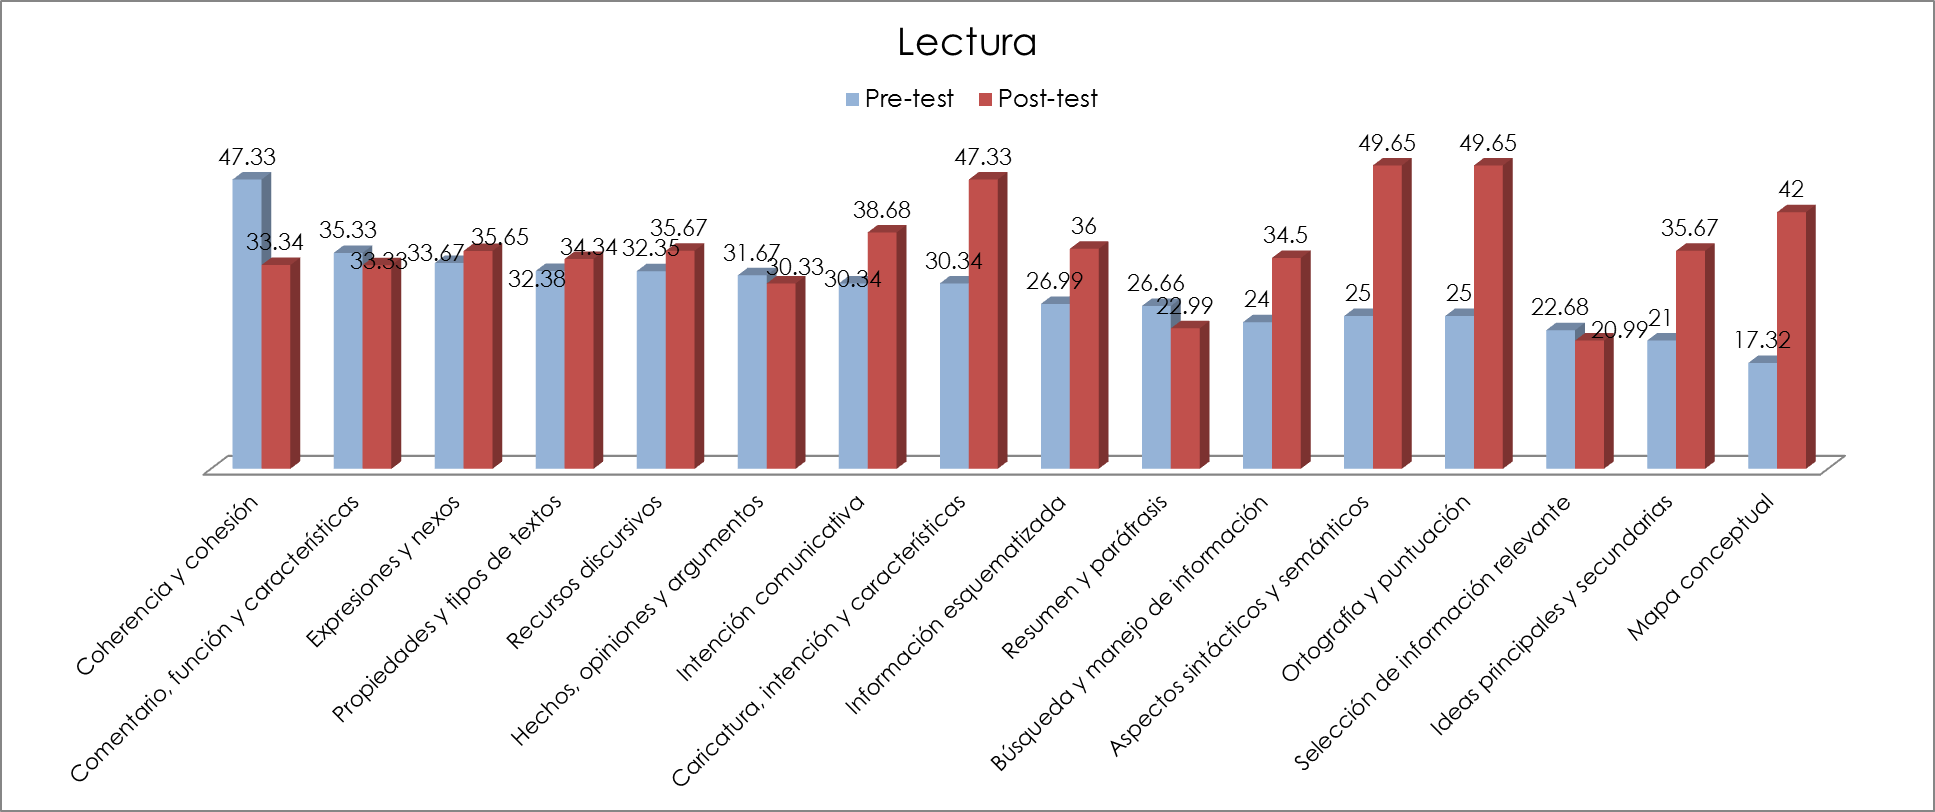 Lectura
Pre-test Post-test
47.33
33.34
35.33
33.33
33.67
35.65
32.38
34.34
32.35
35.67
31.67
30.33
30.34
38.68
30.34
47.33
26.99
36
26.66
22.99
24
34.5
25
49.65
25
49.65
22.68
20.99
21
35.67
17.32
42
Coherencia y cohesión
Comentario, función y características
Expresiones y nexos
Propiedades y tipos de textos
Recursos discursivos
Hechos, opiniones y argumentos
Intención comunicativa
Caricatura, intención y características
Información esquematizada
Resumen y paráfrasis
Búsqueda y manejo de información
Aspectos sintácticos y semánticos
Ortografía y puntuación
Selección de información relevante
Ideas principales y secundarias
Mapa conceptual